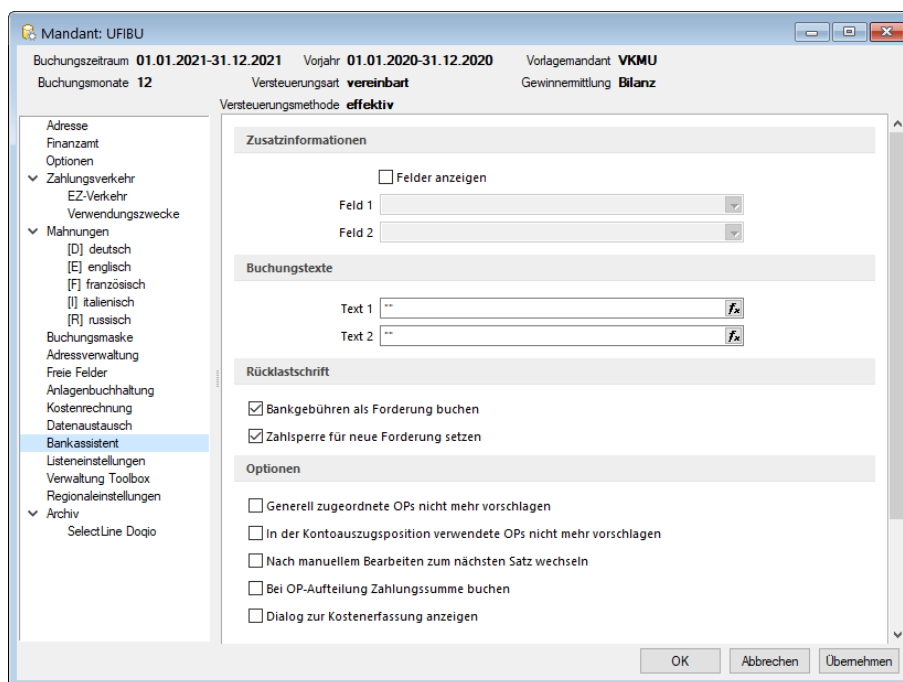 Mandant: UFIBU
Buchungszeitraum 01.01.2021-31.12.2021 Vorjahr 01.01.2020-31.12.2020 Vorlagemandant VKMU
Buchungsmonate 12 Versteuerungsart vereinbart Gewinnermittlung Bilanz
Versteuerungsmethode effektiv
Adresse
Finanzamt
Optionen
Zahlungsverkehr
EZ-Verkehr
Verwendungszwecke
Mahnungen
[D] deutsch
[E] englisch
[F] französisch
[I] italienisch
[R] russisch
Buchungsmaske
Adressverwaltung
Freie Felder
Anlagenbuchhaltung
Kostenrechnung
Datenaustausch
Bankassistent
Listeneinstellungen
Verwaltung Toolbox
Regionaleinstellungen
Archiv
SelectLine Doqio
Zusatzinformationen
Felder anzeigen
Feld 1
Feld 2
Buchungstexte
Text 1 "" fx
Text 2 "" fx
Rücklastschrift
Bankgebühren als Forderung buchen
Zahlsperre für neue Forderung setzen
Optionen
Generell zugeordnete OPs nicht mehr vorschlagen
In der Kontoauszugsposition verwendete OPs nicht mehr vorschlagen
Nach manuellem Bearbeiten zum nächsten Satz wechseln
Bei OP-Aufteilung Zahlungssumme buchen
Dialog zur Kostenerfassung anzeigen
OK Abbrechen Übernehmen